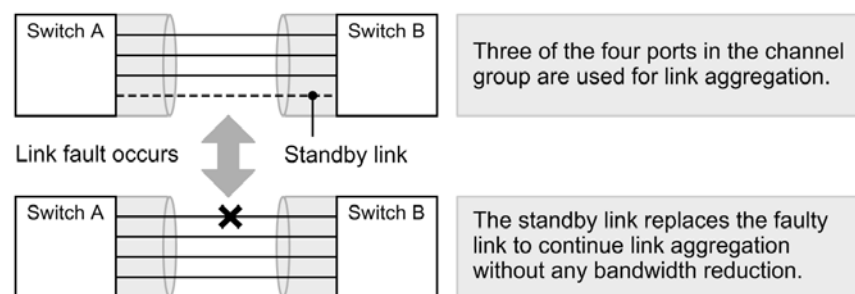 Switch A
Switch B
Three of the four ports in the channel
group are used for link aggregation.
Link fault occurs
Standby link
Switch A
Switch B
The standby link replaces the faulty
link to continue link aggregation
without any bandwidth reduction.